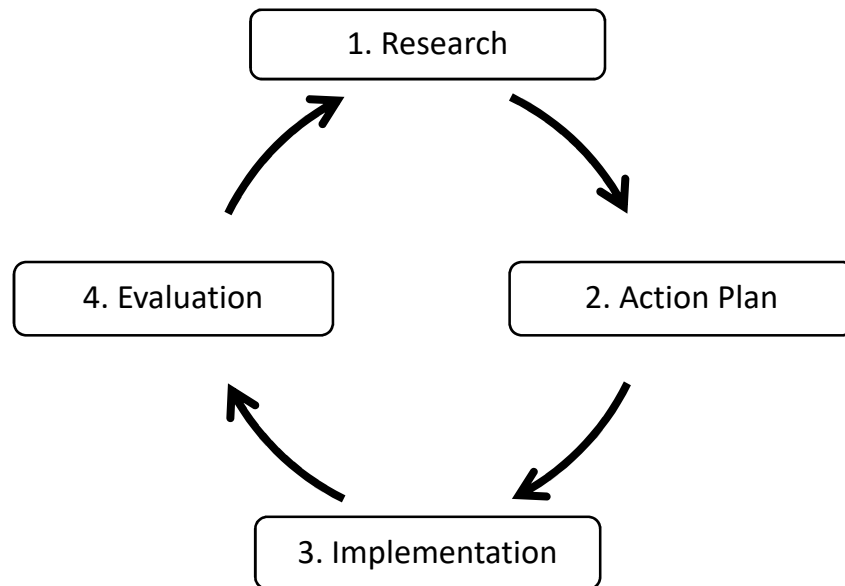 1. Research
2. Action Plan
3. Implementation
4. Evaluation